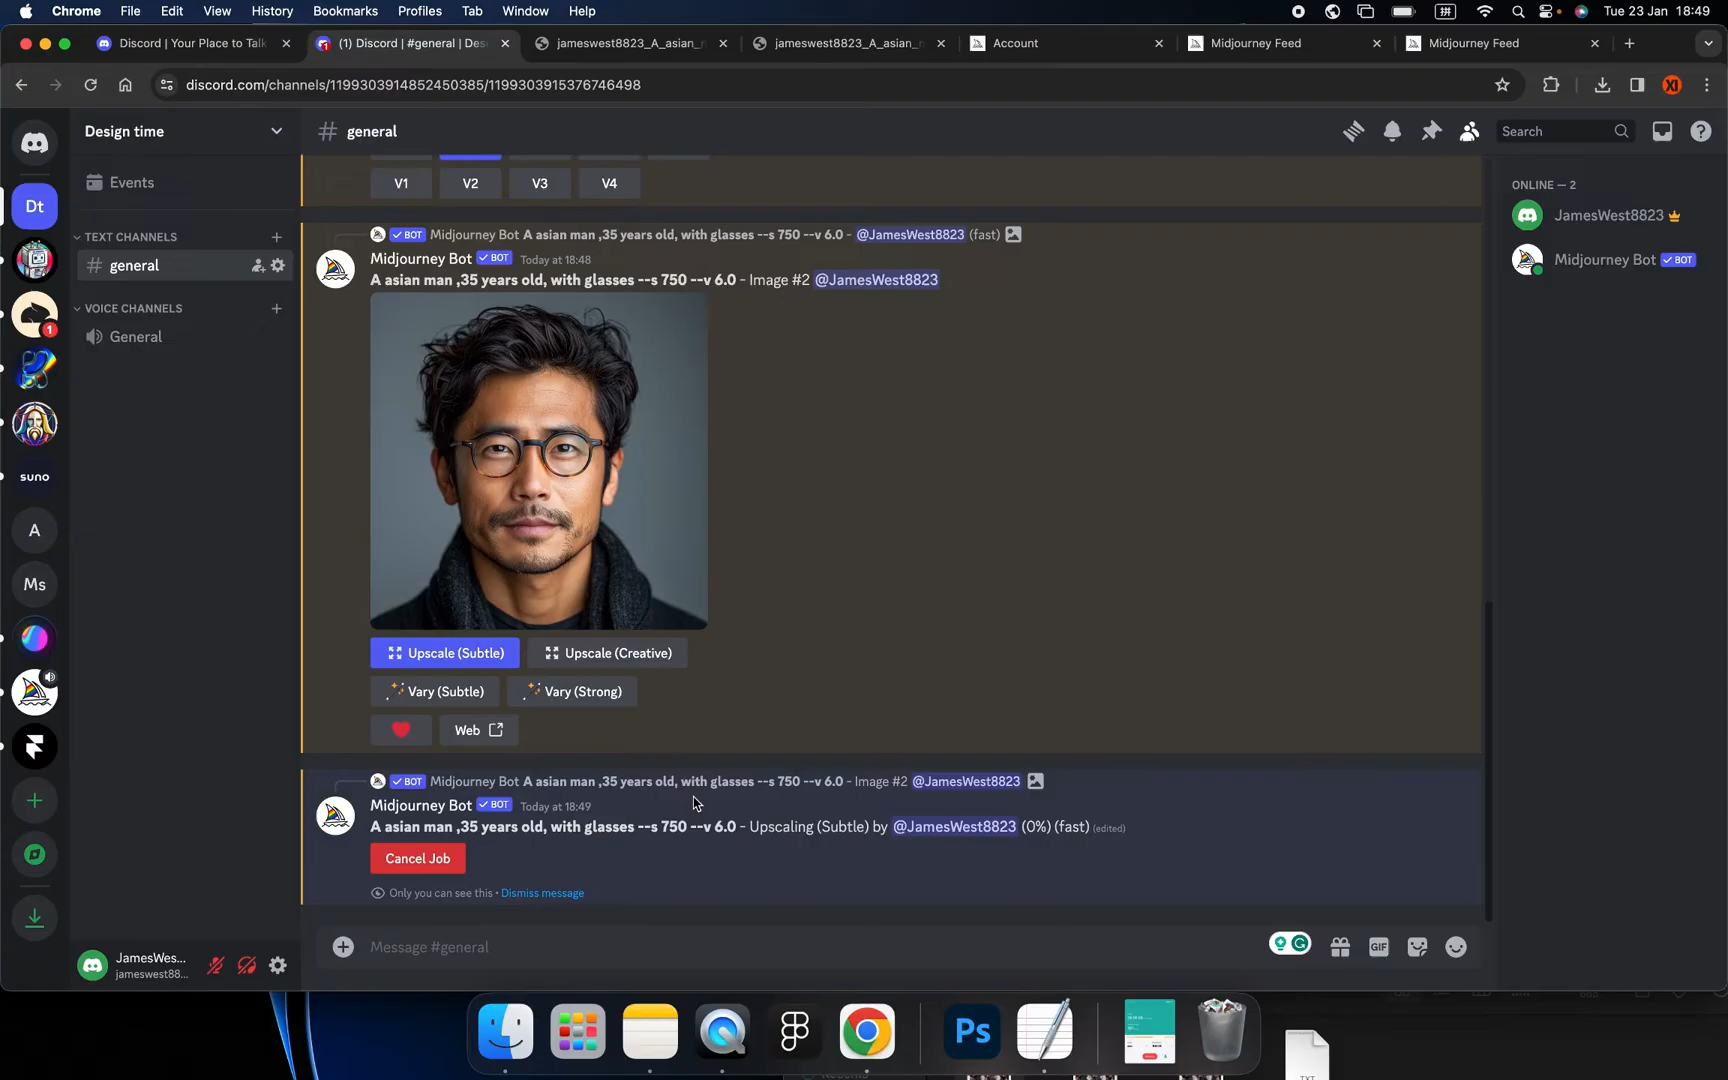 Chrome File Edit View History Bookmarks Profiles Tab Window Help 拼 Tue 23 Jan 18:49
Discord | Your Place to Talk (1) Discord | #general | Des jameswest8823_A_asian_ jameswest8823_A_asian_ Account Midjourney Feed Midjourney Feed
discord.com/channels/1199303914852450385/1199303915376746498 XI
Design time
# general
Search
Events
Dt
TEXT CHANNELS
# general
VOICE CHANNELS
General
1
suno
A
Ms
JamesWes...
jameswest88...
V1 V2 V3 V4
BOT Midjourney Bot A asian man ,35 years old, with glasses --s 750 --v 6.0 - @JamesWest8823 (fast)
Midjourney Bot BOT Today at 18:48
A asian man ,35 years old, with glasses --s 750 --v 6.0 - Image #2 @JamesWest8823
Upscale (Subtle) Upscale (Creative)
Vary (Subtle) Vary (Strong)
Web
BOT Midjourney Bot A asian man ,35 years old, with glasses --s 750 --v 6.0 - Image #2 @JamesWest8823
Midjourney Bot BOT Today at 18:49
A asian man ,35 years old, with glasses --s 750 --v 6.0 - Upscaling (Subtle) by @JamesWest8823 (0%) (fast) (edited)
Cancel Job
Only you can see this • Dismiss message
Message #general
GIF
ONLINE — 2
JamesWest8823
Midjourney Bot BOT
Ps
TXT